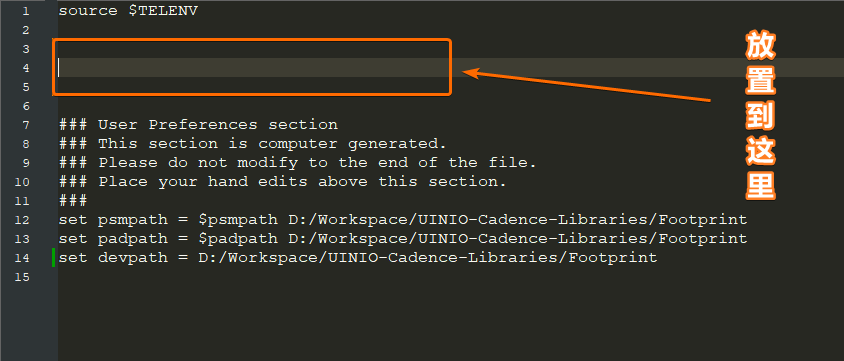 1 source $TELENV
2
3
4
5
6
7 ### User Preferences section
8 ### This section is computer generated.
9 ### Please do not modify to the end of the file.
10 ### Place your hand edits above this section.
11 ###
12 set psmpath = $psmpath D:/Workspace/UINIO-Cadence-Libraries/Footprint
13 set padpath = $padpath D:/Workspace/UINIO-Cadence-Libraries/Footprint
14 set devpath = D:/Workspace/UINIO-Cadence-Libraries/Footprint
15
放置到这里